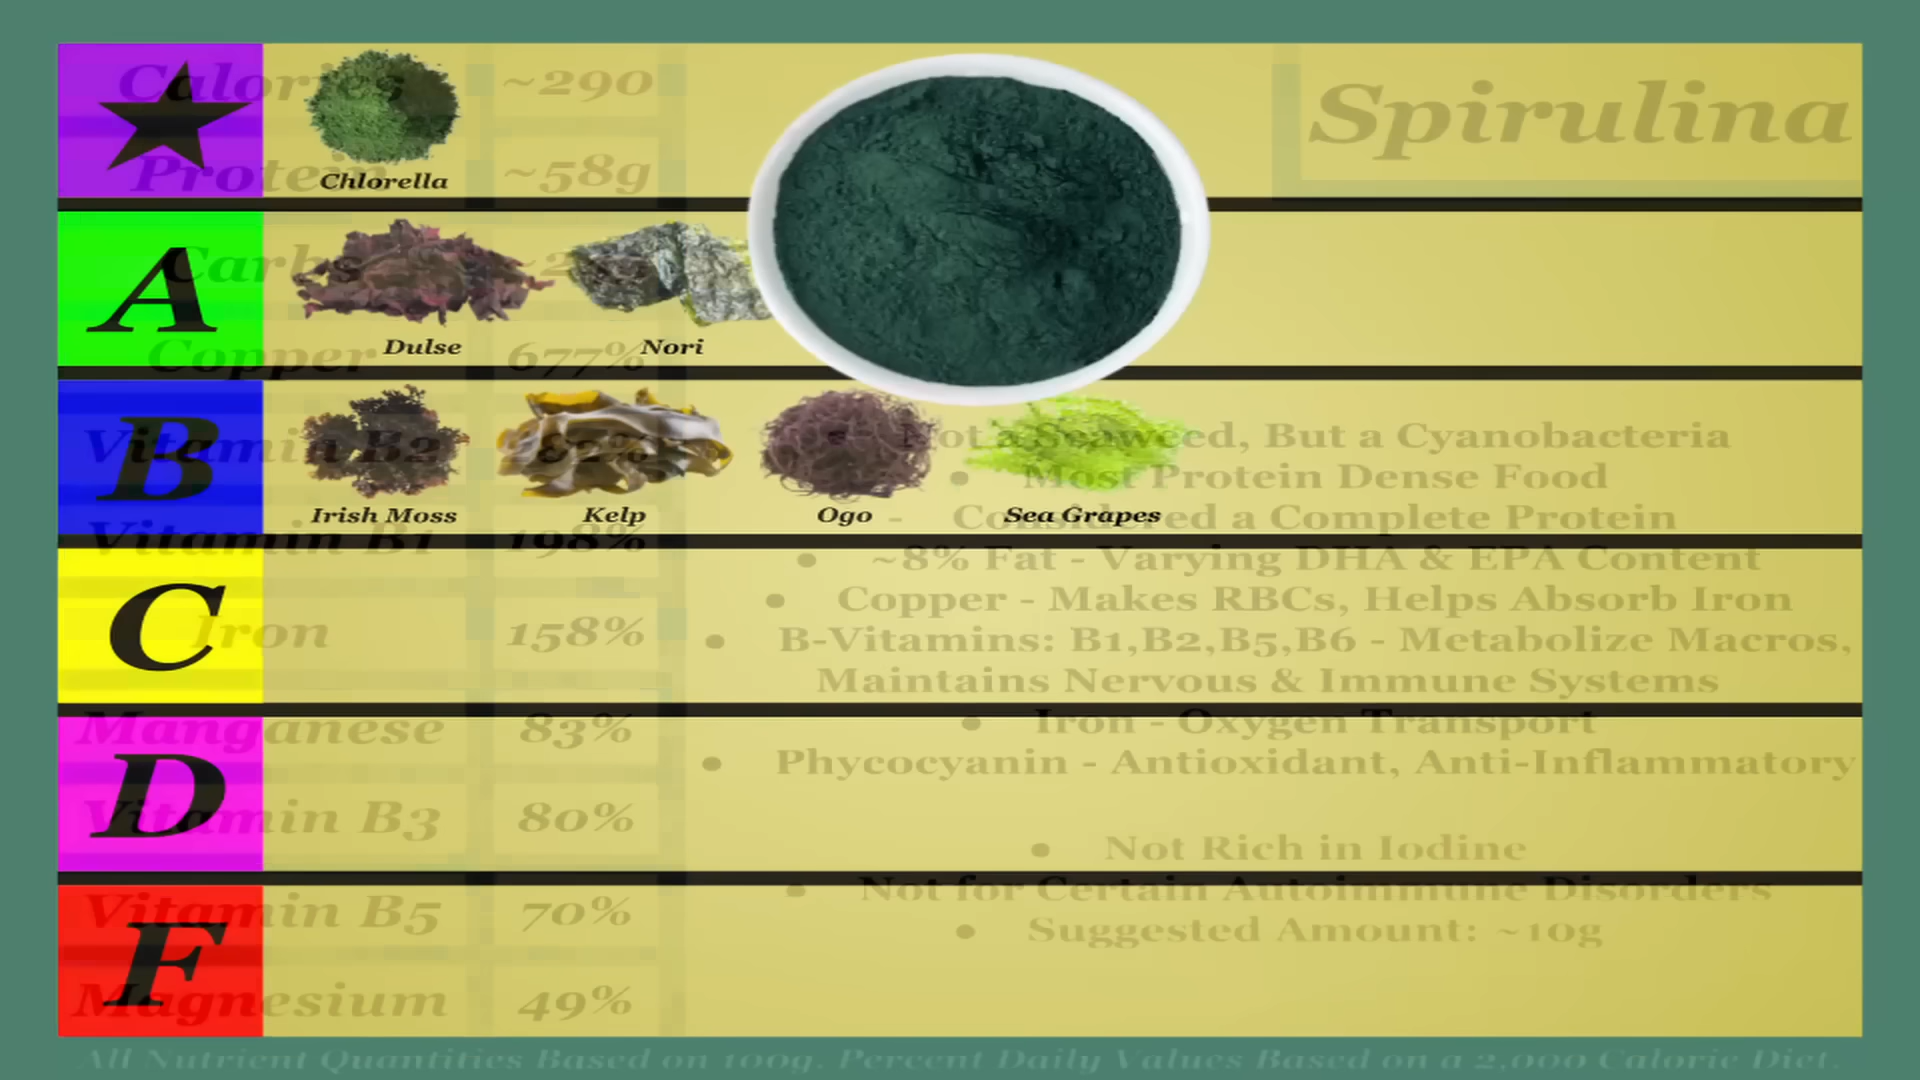 Spirulina
Calories ~290
Protein ~58g
Chlorella
A
Carbs
Dulse
Nori
Copper 677%
B
Vitamin B2
Irish Moss
Kelp
Ogo
Sea Grapes
Vitamin B1 198%
C
Iron 158%
D
Manganese 83%
Vitamin B3 80%
F
Vitamin B5 70%
Magnesium 49%
Not a Seaweed, But a Cyanobacteria
Most Protein Dense Food
- Considered a Complete Protein
~8% Fat - Varying DHA & EPA Content
Copper - Makes RBCs, Helps Absorb Iron
B-Vitamins: B1,B2,B5,B6 - Metabolize Macros,
Maintains Nervous & Immune Systems
Iron - Oxygen Transport
Phycocyanin - Antioxidant, Anti-Inflammatory
Not Rich in Iodine
Not for Certain Autoimmune Disorders
Suggested Amount: ~10g
All Nutrient Quantities Based on 100g. Percent Daily Values Based on a 2,000 Calorie Diet.